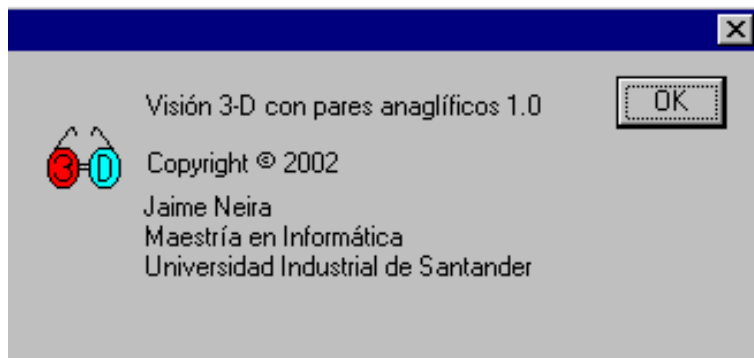 Visión 3-D con pares anaglíficos 1.0
OK
3 D
Copyright © 2002
Jaime Neira
Maestría en Informática
Universidad Industrial de Santander